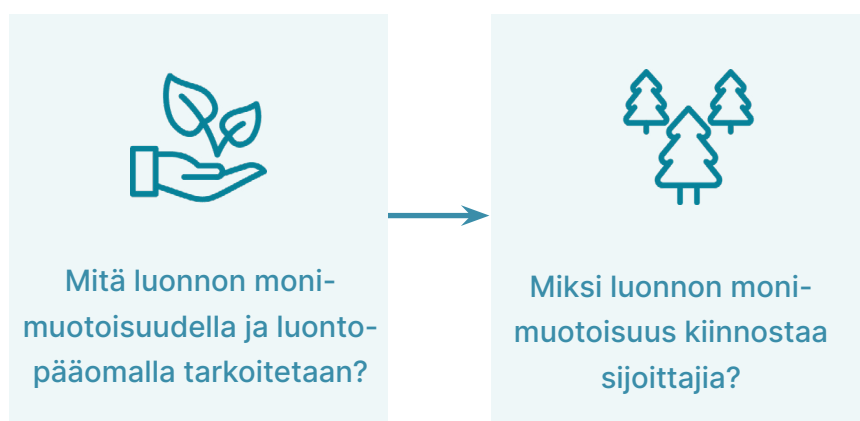 Mitä luonnon moni-
muotoisuudella ja luonto-
pääomalla tarkoitetaan?
Miksi luonnon moni-
muotoisuus kiinnostaa
sijoittajia?